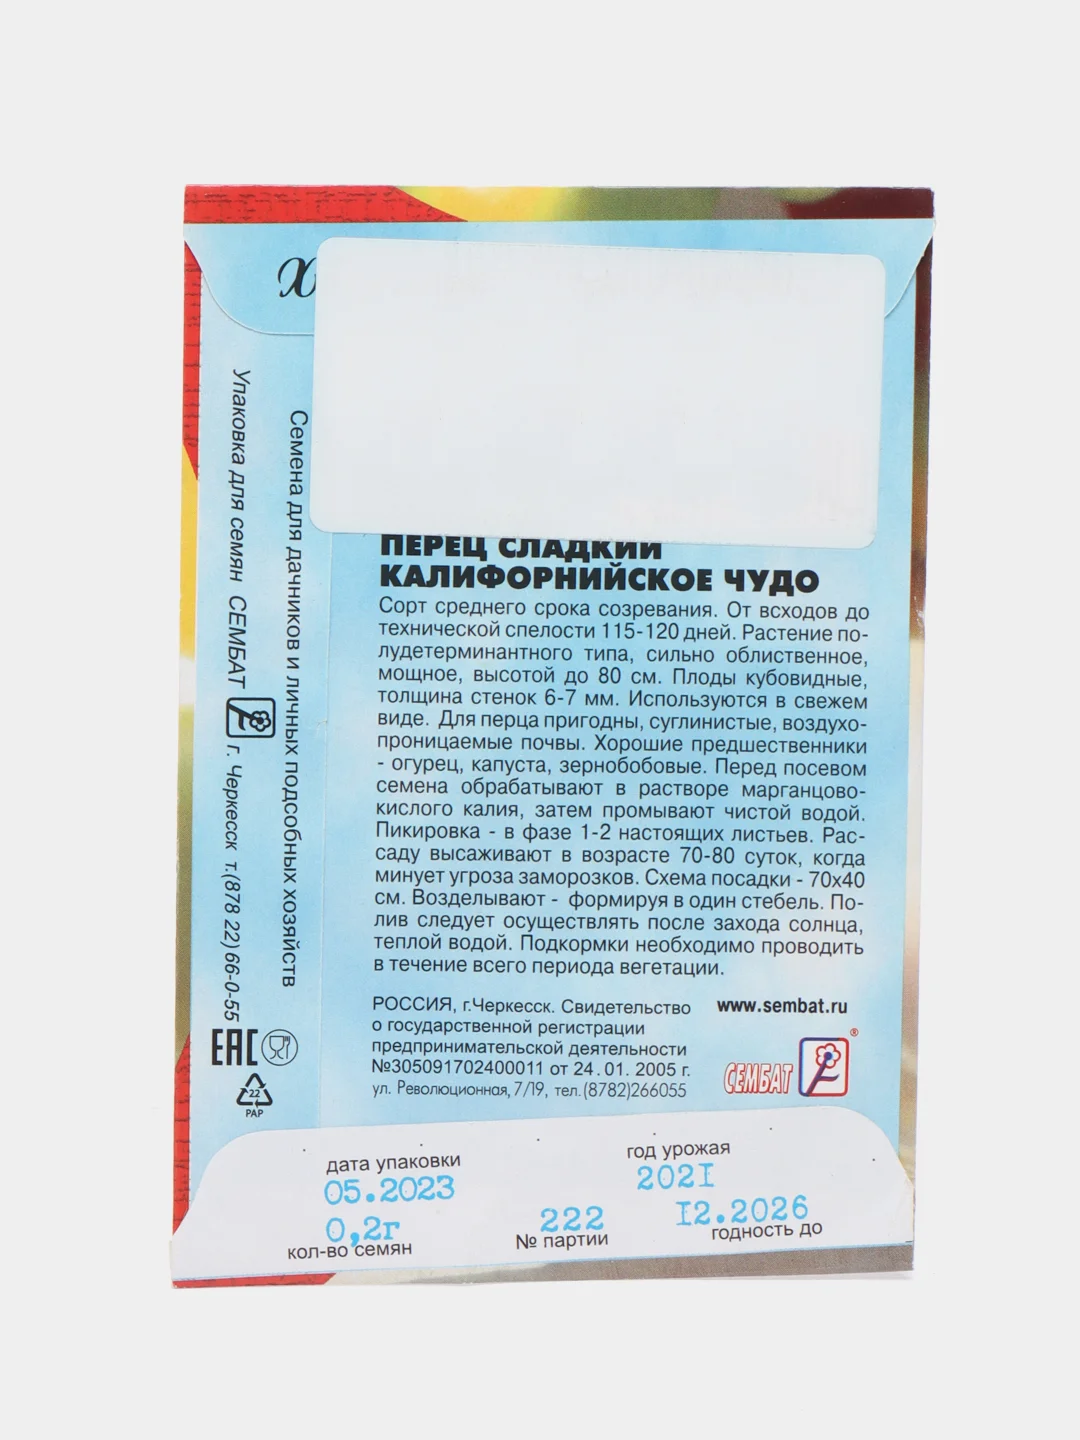 Упаковка для семян СЕМБАТ г. Черкесск т.(878 22) 66-0-55
Семена для дачников и личных подсобных хозяйств
ПЕРЕЦ СЛАДКИЙ
КАЛИФОРНИЙСКОЕ ЧУДО
Сорт среднего срока созревания. От всходов до
технической спелости 115-120 дней. Растение по-
лудетерминантного типа, сильно облиственное,
мощное, высотой до 80 см. Плоды кубовидные,
толщина стенок 6-7 мм. Используются в свежем
виде. Для перца пригодны, суглинистые, воздухо-
проницаемые почвы. Хорошие предшественники
- огурец, капуста, зернобобовые. Перед посевом
семена обрабатывают в растворе марганцово-
кислого калия, затем промывают чистой водой.
Пикировка - в фазе 1-2 настоящих листьев. Рас-
саду высаживают в возрасте 70-80 суток, когда
минует угроза заморозков. Схема посадки - 70х40
см. Возделывают - формируя в один стебель. По-
лив следует осуществлять после захода солнца,
теплой водой. Подкормки необходимо проводить
в течение всего периода вегетации.
РОССИЯ, г.Черкесск. Свидетельство
о государственной регистрации
предпринимательской деятельности
№305091702400011 от 24.01. 2005 г.
ул. Революционная, 7/19, тел.(8782)266055
www.sembat.ru
СЕМБАТ ®
EAC
22
PAP
дата упаковки
05.2023
год урожая
2021
0,2г
кол-во семян
222
№ партии
12.2026
годность до